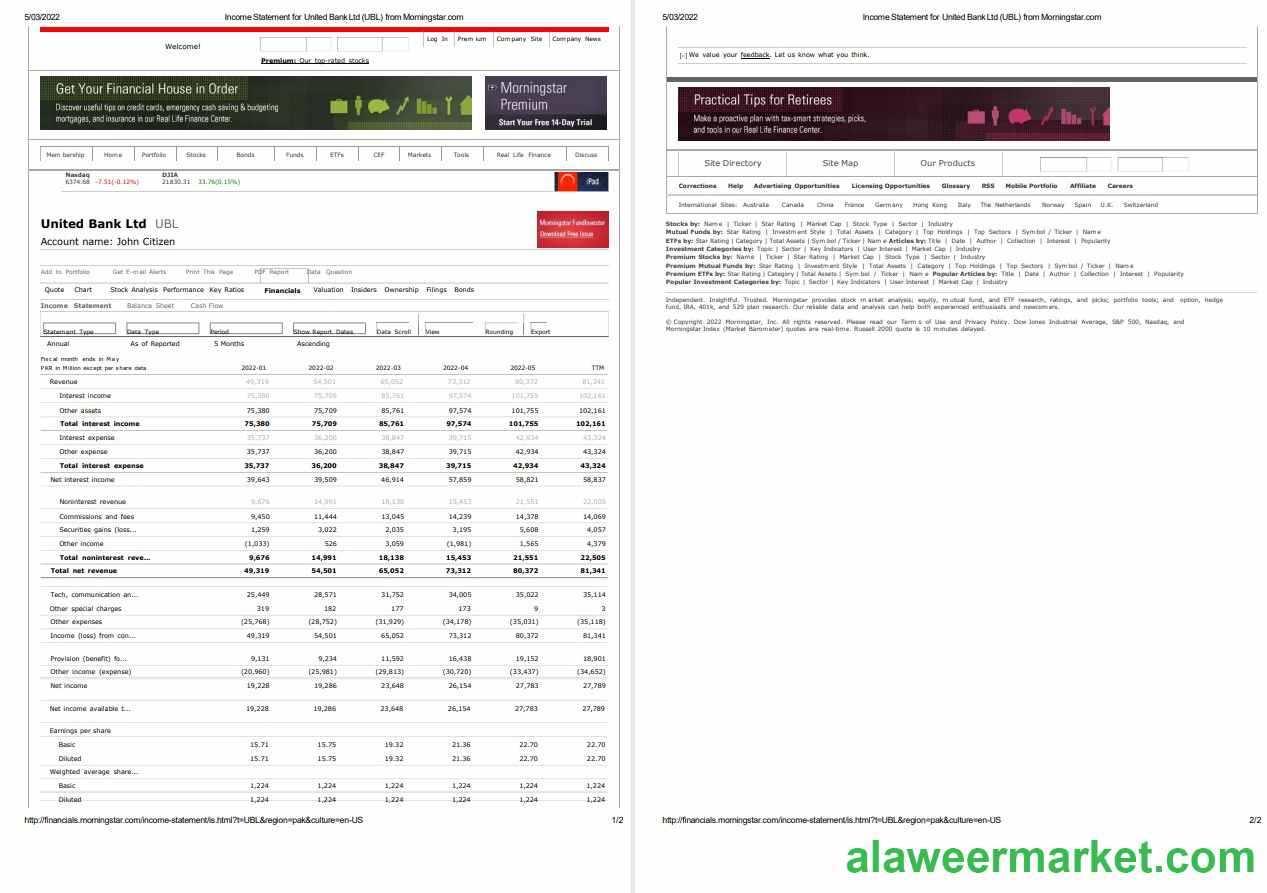 5/03/2022 Income Statement for United Bank Ltd (UBL) from Morningstar.com
Welcome! Log In Premium Company Site Company News
Premium: Our top-rated stocks
Get Your Financial House in Order
Discover useful tips on credit cards, emergency cash saving & budgeting
mortgages, and insurance in our Real Life Finance Center.
Morningstar
Premium
Start Your Free 14-Day Trial
Membership Home Portfolio Stocks Bonds Funds ETFs CEF Markets Tools Real Life Finance Discuss
Nasdaq DJIA
6374.68 -7.51(-0.12%) 21830.31 33.76(0.15%)
iPad
United Bank Ltd UBL
Account name: John Citizen
Morningstar FundInvestor
Download Free Issue
Add to Portfolio Get E-mail Alerts Print This Page PDF Report Data Question
Quote Chart Stock Analysis Performance Key Ratios Financials Valuation Insiders Ownership Filings Bonds
Income Statement Balance Sheet Cash Flow
Statement Type Data Type Period Show Report Dates Data Scroll View Rounding Export
Annual As of Reported 5 Months Ascending
Fiscal month ends in May
PKR in Million except per share data 2022-01 2022-02 2022-03 2022-04 2022-05 TTM
Revenue 49,319 54,501 65,052 73,312 80,372 81,341
Interest income 75,380 75,709 85,761 97,574 101,755 102,161
Other assets 75,380 75,709 85,761 97,574 101,755 102,161
Total interest income 75,380 75,709 85,761 97,574 101,755 102,161
Interest expense 35,737 36,200 38,847 39,715 42,934 43,324
Other expense 35,737 36,200 38,847 39,715 42,934 43,324
Total interest expense 35,737 36,200 38,847 39,715 42,934 43,324
Net interest income 39,643 39,509 46,914 57,859 58,821 58,837
Noninterest revenue 9,676 14,991 18,138 15,453 21,551 22,505
Commissions and fees 9,450 11,444 13,045 14,239 14,378 14,069
Securities gains (loss... 1,259 3,022 2,035 3,195 5,608 4,057
Other income (1,033) 526 3,059 (1,981) 1,565 4,379
Total noninterest reve... 9,676 14,991 18,138 15,453 21,551 22,505
Total net revenue 49,319 54,501 65,052 73,312 80,372 81,341
Tech, communication an... 25,449 28,571 31,752 34,005 35,022 35,114
Other special charges 319 182 177 173 9 3
Other expenses (25,768) (28,752) (31,929) (34,178) (35,031) (35,118)
Income (loss) from con... 49,319 54,501 65,052 73,312 80,372 81,341
Provision (benefit) fo... 9,131 9,234 11,592 16,438 19,152 18,901
Other income (expense) (20,960) (25,981) (29,813) (30,720) (33,437) (34,652)
Net income 19,228 19,286 23,648 26,154 27,783 27,789
Net income available t... 19,228 19,286 23,648 26,154 27,783 27,789
Earnings per share
Basic 15.71 15.75 19.32 21.36 22.70 22.70
Diluted 15.71 15.75 19.32 21.36 22.70 22.70
Weighted average share...
Basic 1,224 1,224 1,224 1,224 1,224 1,224
Diluted 1,224 1,224 1,224 1,224 1,224 1,224
http://financials.morningstar.com/income-statement/is.html?t=UBL&region=pak&culture=en-US 1/2
5/03/2022 Income Statement for United Bank Ltd (UBL) from Morningstar.com
[-] We value your feedback. Let us know what you think.
Practical Tips for Retirees
Make a proactive plan with tax-smart strategies, picks,
and tools in our Real Life Finance Center.
Site Directory Site Map Our Products
Corrections Help Advertising Opportunities Licensing Opportunities Glossary RSS Mobile Portfolio Affiliate Careers
International Sites: Australia Canada China France Germany Hong Kong Italy The Netherlands Norway Spain U.K. Switzerland
Stocks by: Name | Ticker | Star Rating | Market Cap | Stock Type | Sector | Industry
Mutual Funds by: Star Rating | Investment Style | Total Assets | Category | Top Holdings | Top Sectors | Symbol / Ticker | Name
ETFs by: Star Rating | Category | Total Assets | Symbol / Ticker | Name Articles by: Title | Date | Author | Collection | Interest | Popularity
Investment Categories by: Topic | Sector | Key Indicators | User Interest | Market Cap | Industry
Premium Stocks by: Name | Ticker | Star Rating | Market Cap | Stock Type | Sector | Industry
Premium Mutual Funds by: Star Rating | Investment Style | Total Assets | Category | Top Holdings | Top Sectors | Symbol / Ticker | Name
Premium ETFs by: Star Rating | Category | Total Assets | Symbol / Ticker | Name Popular Articles by: Title | Date | Author | Collection | Interest | Popularity
Popular Investment Categories by: Topic | Sector | Key Indicators | User Interest | Market Cap | Industry
Independent. Insightful. Trusted. Morningstar provides stock market analysis; equity, mutual fund, and ETF research, ratings, and picks; portfolio tools; and option, hedge
fund, IRA, 401k, and 529 plan research. Our reliable data and analysis can help both experienced enthusiasts and newcomers.
© Copyright 2022 Morningstar, Inc. All rights reserved. Please read our Terms of Use and Privacy Policy. Dow Jones Industrial Average, S&P 500, Nasdaq, and
Morningstar Index (Market Barometer) quotes are real-time. Russell 2000 quote is 10 minutes delayed.
http://financials.morningstar.com/income-statement/is.html?t=UBL&region=pak&culture=en-US 2/2
alaweermarket.com